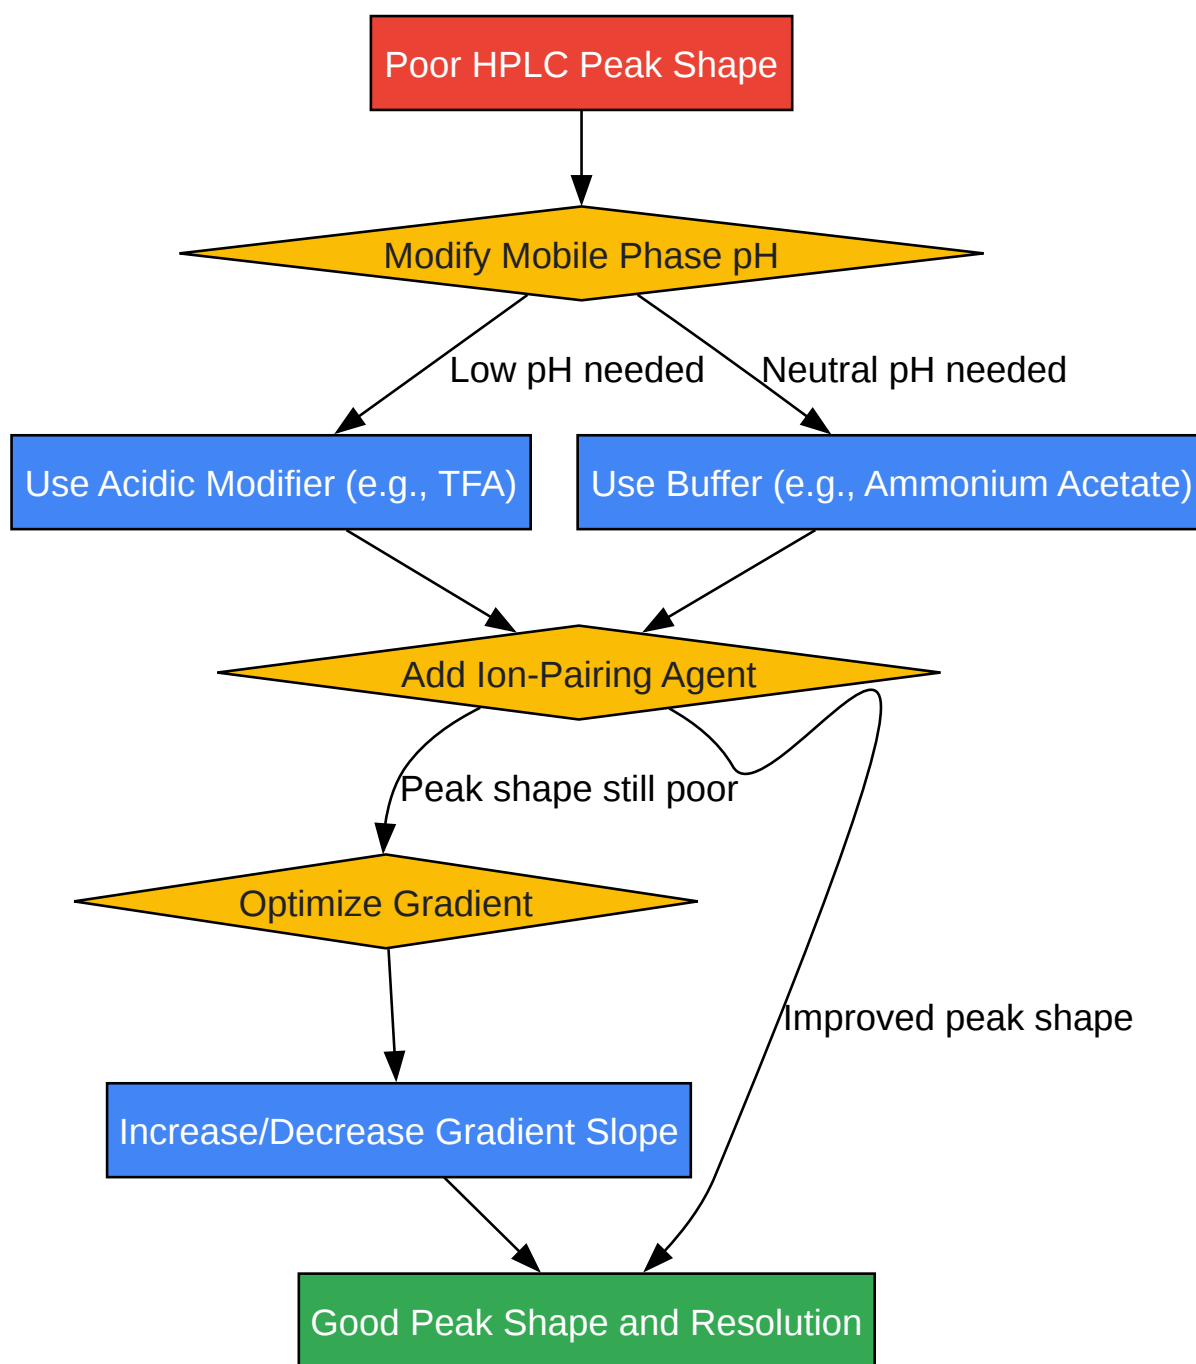 Poor HPLC Peak Shape
Modify Mobile Phase pH
Low pH needed
Neutral pH needed
Use Acidic Modifier (e.g., TFA)
Use Buffer (e.g., Ammonium Acetate)
Add Ion-Pairing Agent
Peak shape still poor
Optimize Gradient
Improved peak shape
Increase/Decrease Gradient Slope
Good Peak Shape and Resolution